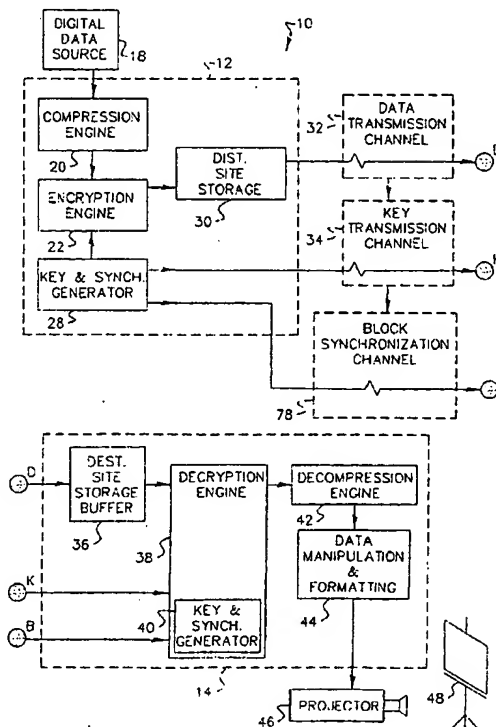 10
DIGITAL
DATA
SOURCE
18
12
COMPRESSION
ENGINE
20
ENCRYPTION
ENGINE
22
KEY & SYNCH.
GENERATOR
28
DIST.
SITE
STORAGE
30
32
DATA
TRANSMISSION
CHANNEL
34
KEY
TRANSMISSION
CHANNEL
BLOCK
SYNCHRONIZATION
CHANNEL
78
D
DEST.
SITE
STORAGE
BUFFER
36
DECRYPTION
ENGINE
38
K
B
40
KEY &
SYNCH.
GENERATOR
DECOMPRESSION
ENGINE
42
DATA
MANIPULATION
&
FORMATTING
44
14
PROJECTOR
46
48